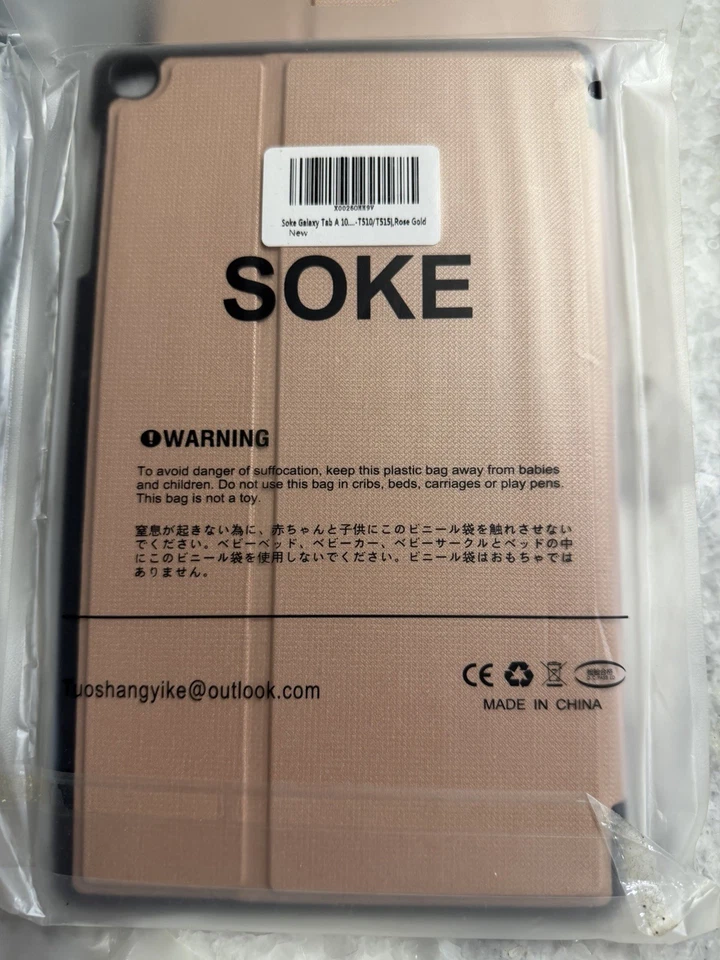 Soke Galaxy Tab A 10....-T510/T515),Rose Gold
New
SOKE
WARNING
To avoid danger of suffocation, keep this plastic bag away from babies
and children. Do not use this bag in cribs, beds, carriages or play pens.
This bag is not a toy.
窒息が起きない為に、赤ちゃんと子供にこのビニール袋を触れさせない
でください。ベビーベッド、ベビーカー、ベビーサークルとベッドの中
にこのビニール袋を使用しないでください。ビニール袋はおもちゃでは
ありません。
Tuoshangyike@outlook.com
CE
MADE IN CHINA